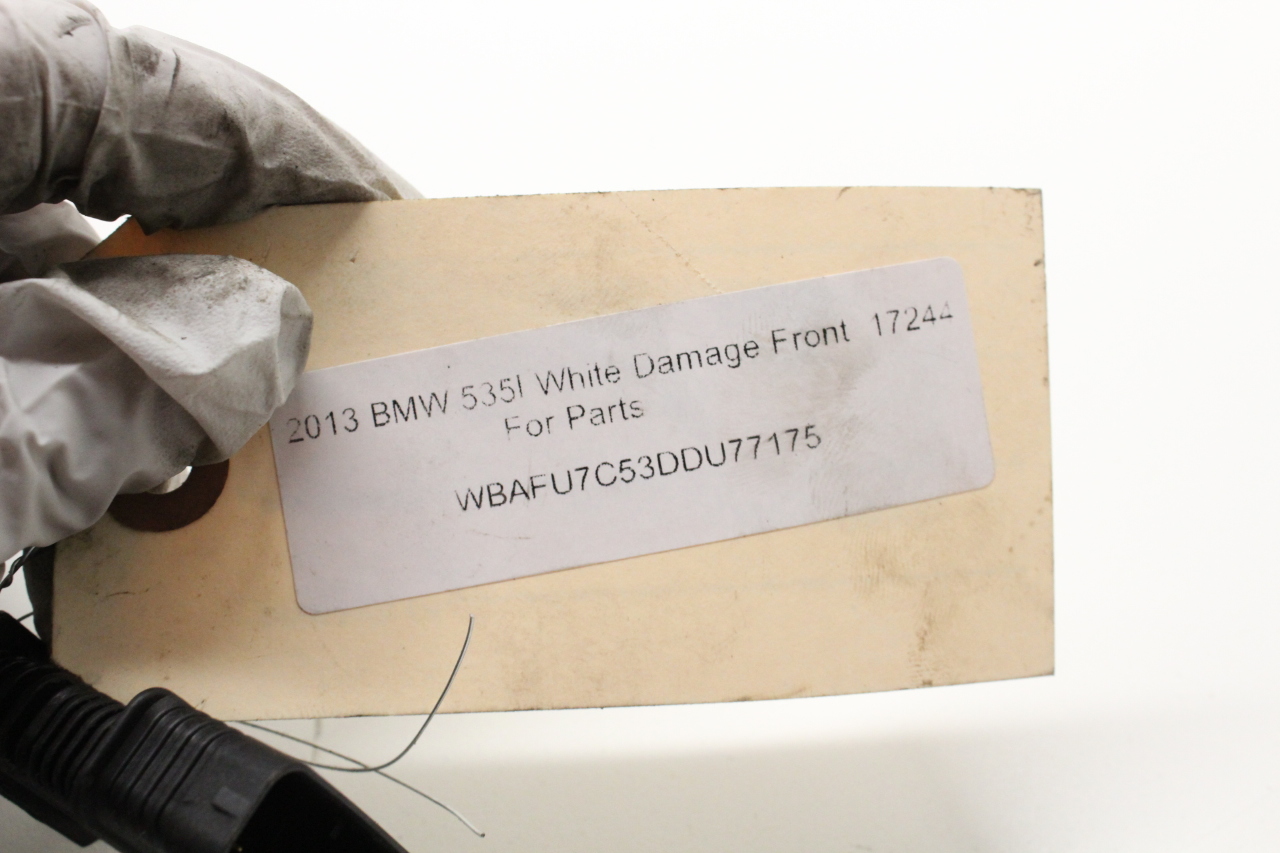 2013 BMW 535I White Damage Front 17244
For Parts
WBAFU7C53DDU77175